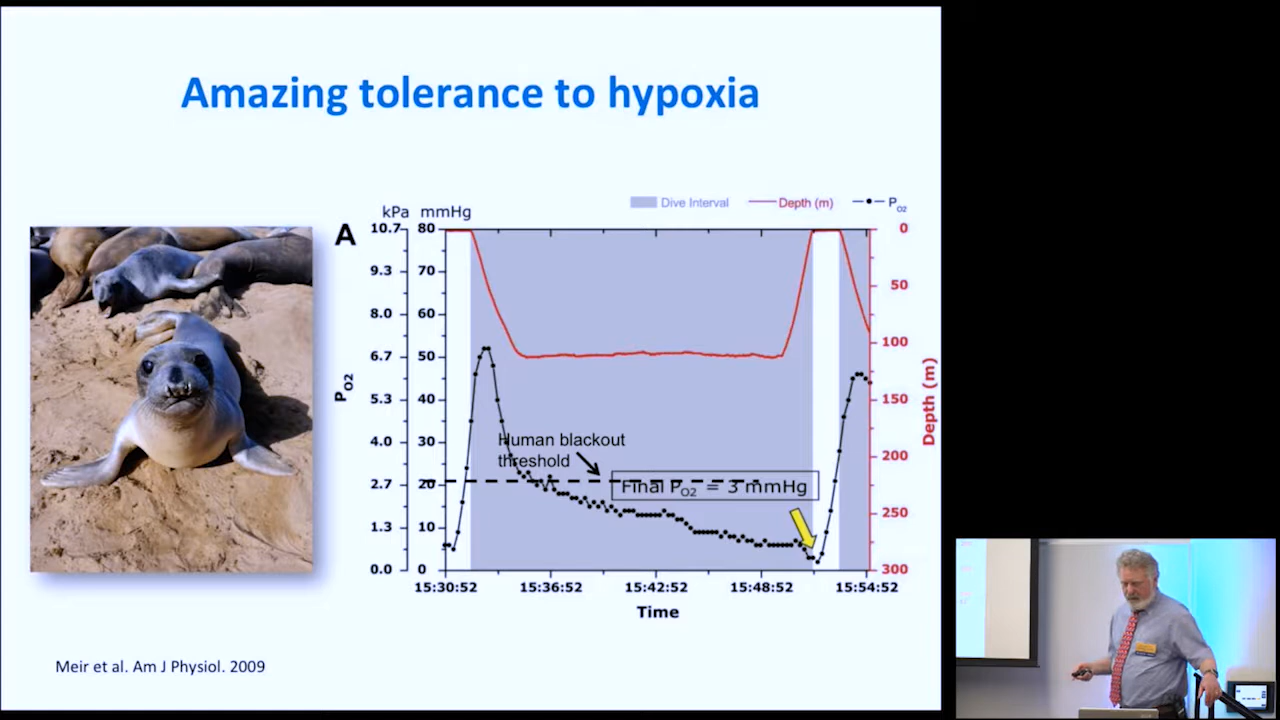 Amazing tolerance to hypoxia
Dive Interval
Depth (m)
PO2
kPa mmHg
A
10.7 80 0
9.3 70 50
8.0 60
6.7 50 100
5.3 40 150
4.0 30 200
2.7 20
1.3 10 250
0.0 0 300
PO2
Depth (m)
Human blackout
threshold
Final PO2 = 3 mmHg
15:30:52 15:36:52 15:42:52 15:48:52 15:54:52
Time
Meir et al. Am J Physiol. 2009